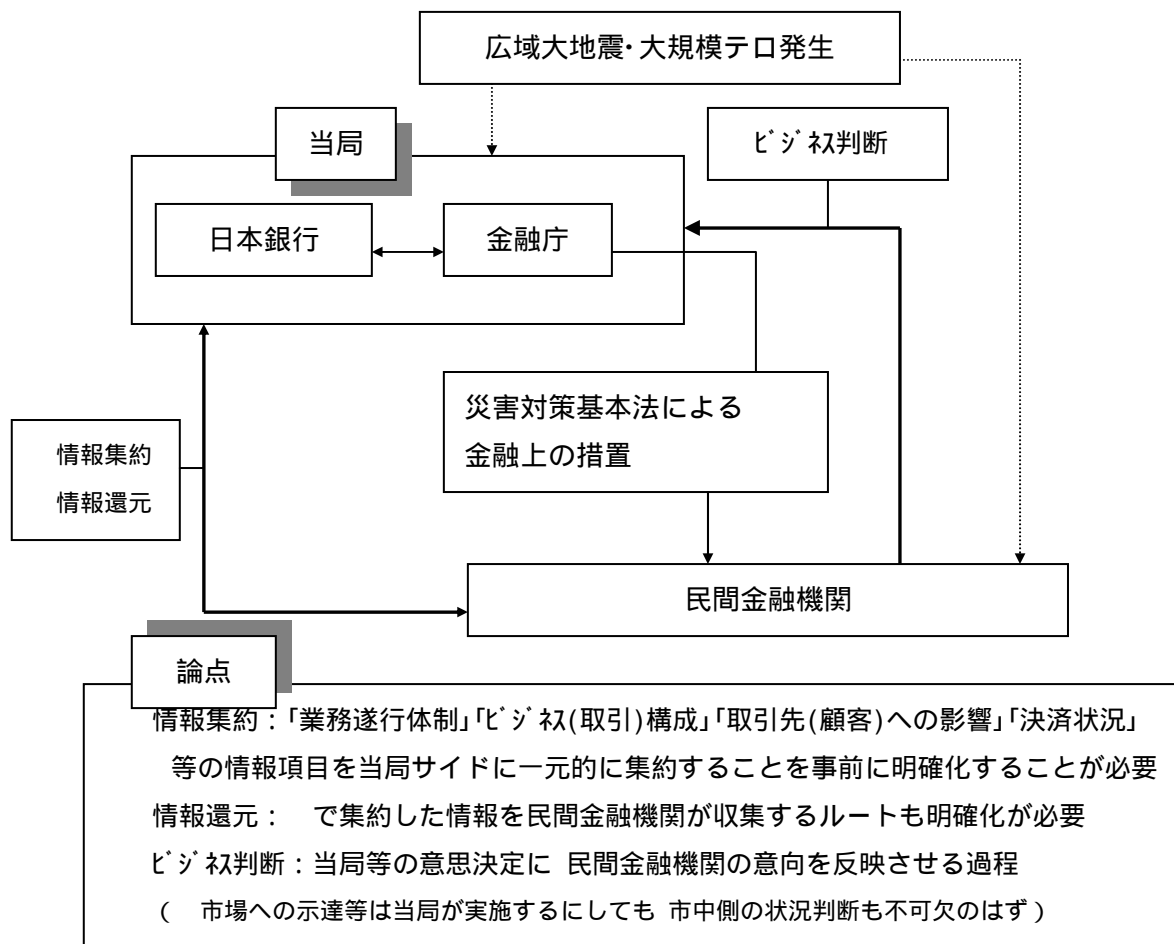 広域大地震・大規模テロ発生
当局
ビジネス判断
日本銀行
金融庁
災害対策基本法による
金融上の措置
情報集約
情報還元
民間金融機関
論点
情報集約：「業務遂行体制」「ビジネス(取引)構成」「取引先(顧客)への影響」「決済状況」
等の情報項目を当局サイドに一元的に集約することを事前に明確化することが必要
情報還元：　で集約した情報を民間金融機関が収集するルートも明確化が必要
ビジネス判断：当局等の意思決定に 民間金融機関の意向を反映させる過程
(　市場への示達等は当局が実施するにしても 市中側の状況判断も不可欠のはず)